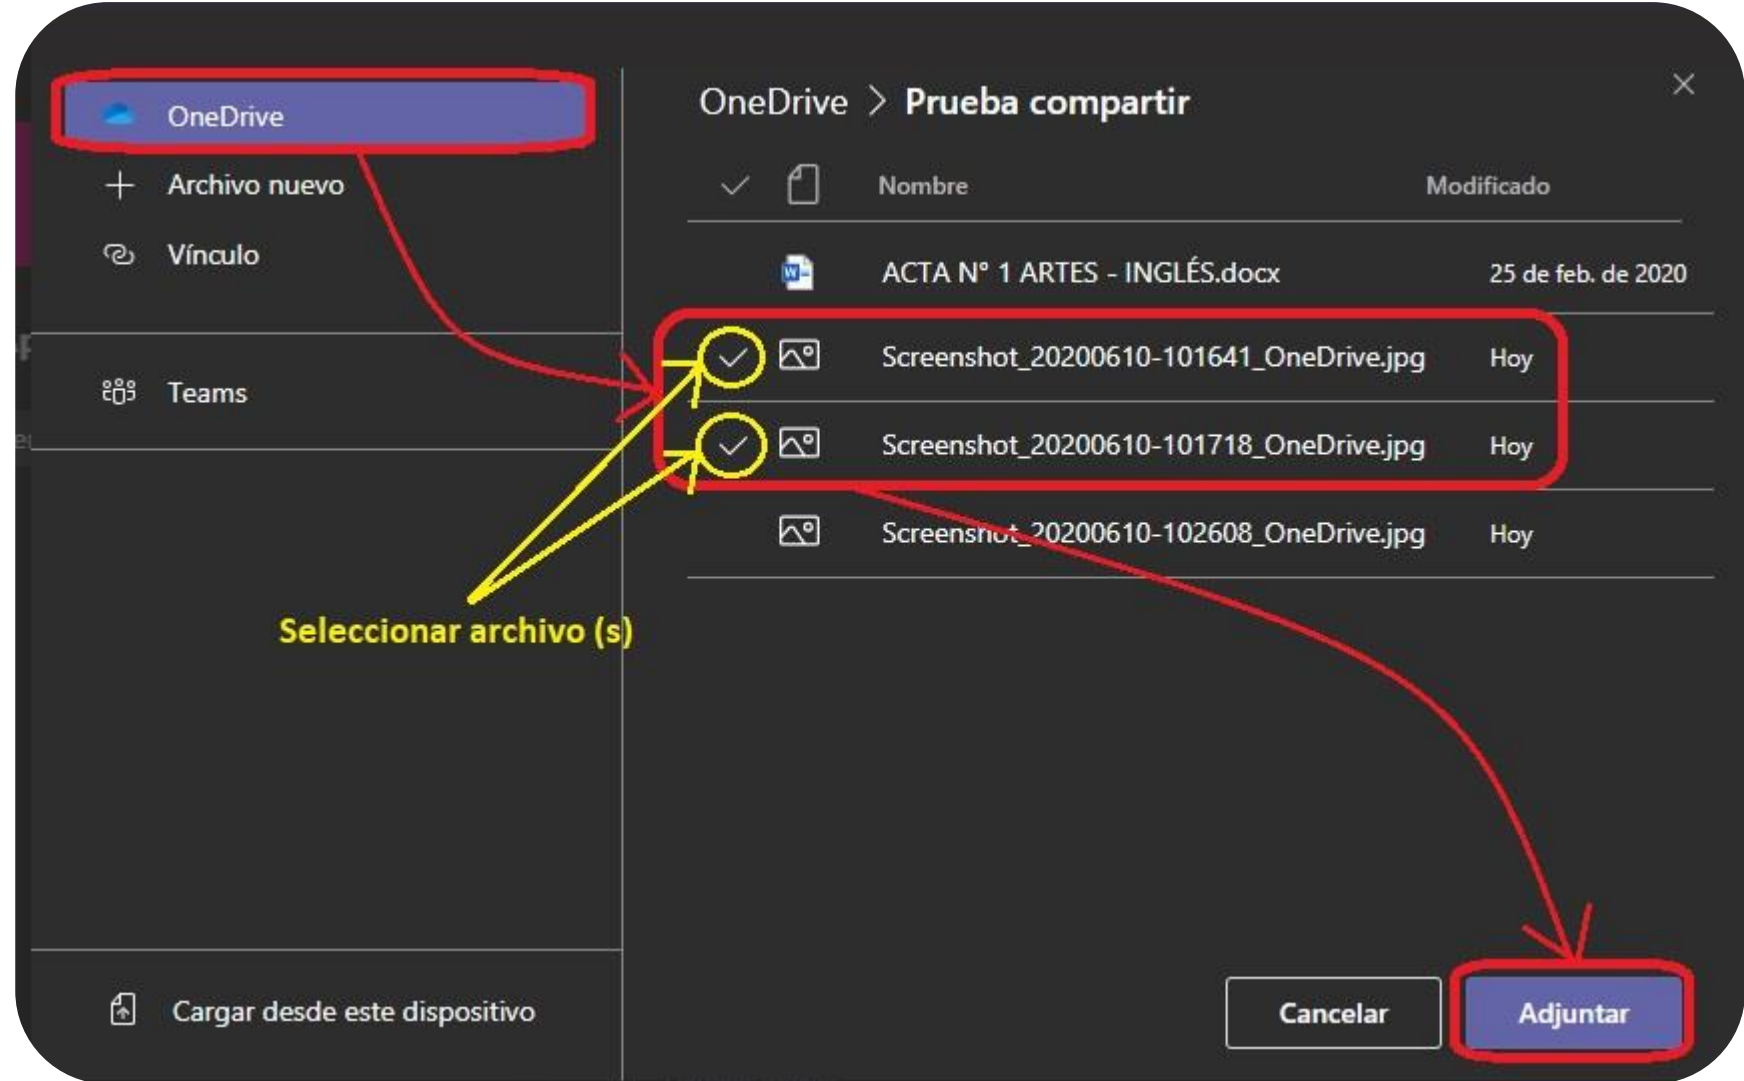 OneDrive
Archivo nuevo
Vínculo
Teams
Seleccionar archivo (s)
Cargar desde este dispositivo
OneDrive > Prueba compartir
Nombre Modificado
ACTA N° 1 ARTES - INGLÉS.docx 25 de feb. de 2020
Screenshot_20200610-101641_OneDrive.jpg Hoy
Screenshot_20200610-101718_OneDrive.jpg Hoy
Screenshot_20200610-102608_OneDrive.jpg Hoy
Cancelar Adjuntar